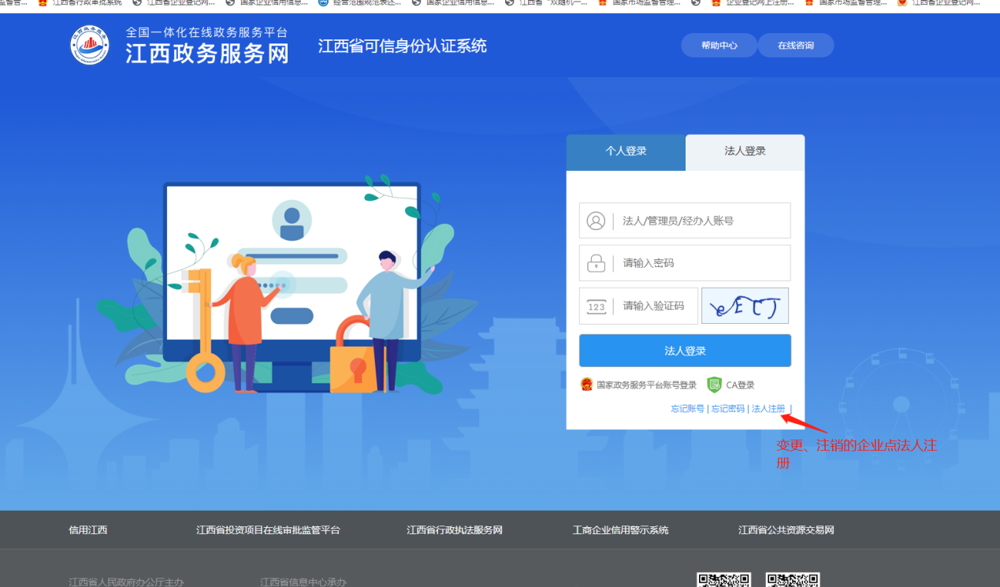 江西省行政审批系统
江西省企业登记网...
国家企业信用信息...
经营范围规范表述...
国家企业信用信息...
江西省“双随机一...
国家市场监督管理...
企业登记网上注册...
国家市场监督管理...
江西省企业登记网...
全国一体化在线政务服务平台
江西政务服务网
江西省可信身份认证系统
帮助中心
在线咨询
个人登录
法人登录
法人/管理员/经办人账号
请输入密码
123
请输入验证码
eECJ
法人登录
国家政务服务平台账号登录
CA登录
忘记账号 | 忘记密码 | 法人注册 |
变更、注销的企业点法人注
册
信用江西
江西省投资项目在线审批监管平台
江西省行政执法服务网
工商企业信用警示系统
江西省公共资源交易网
江西省人民政府办公厅主办
江西省信息中心承办